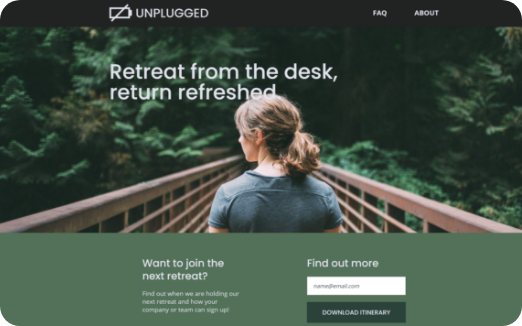 UNPLUGGED
FAQ
ABOUT
Retreat from the desk,
return refreshed.
Want to join the
next retreat?
Find out when we are holding our
next retreat and how your
company or team can sign up!
Find out more
name@email.com
DOWNLOAD ITINERARY